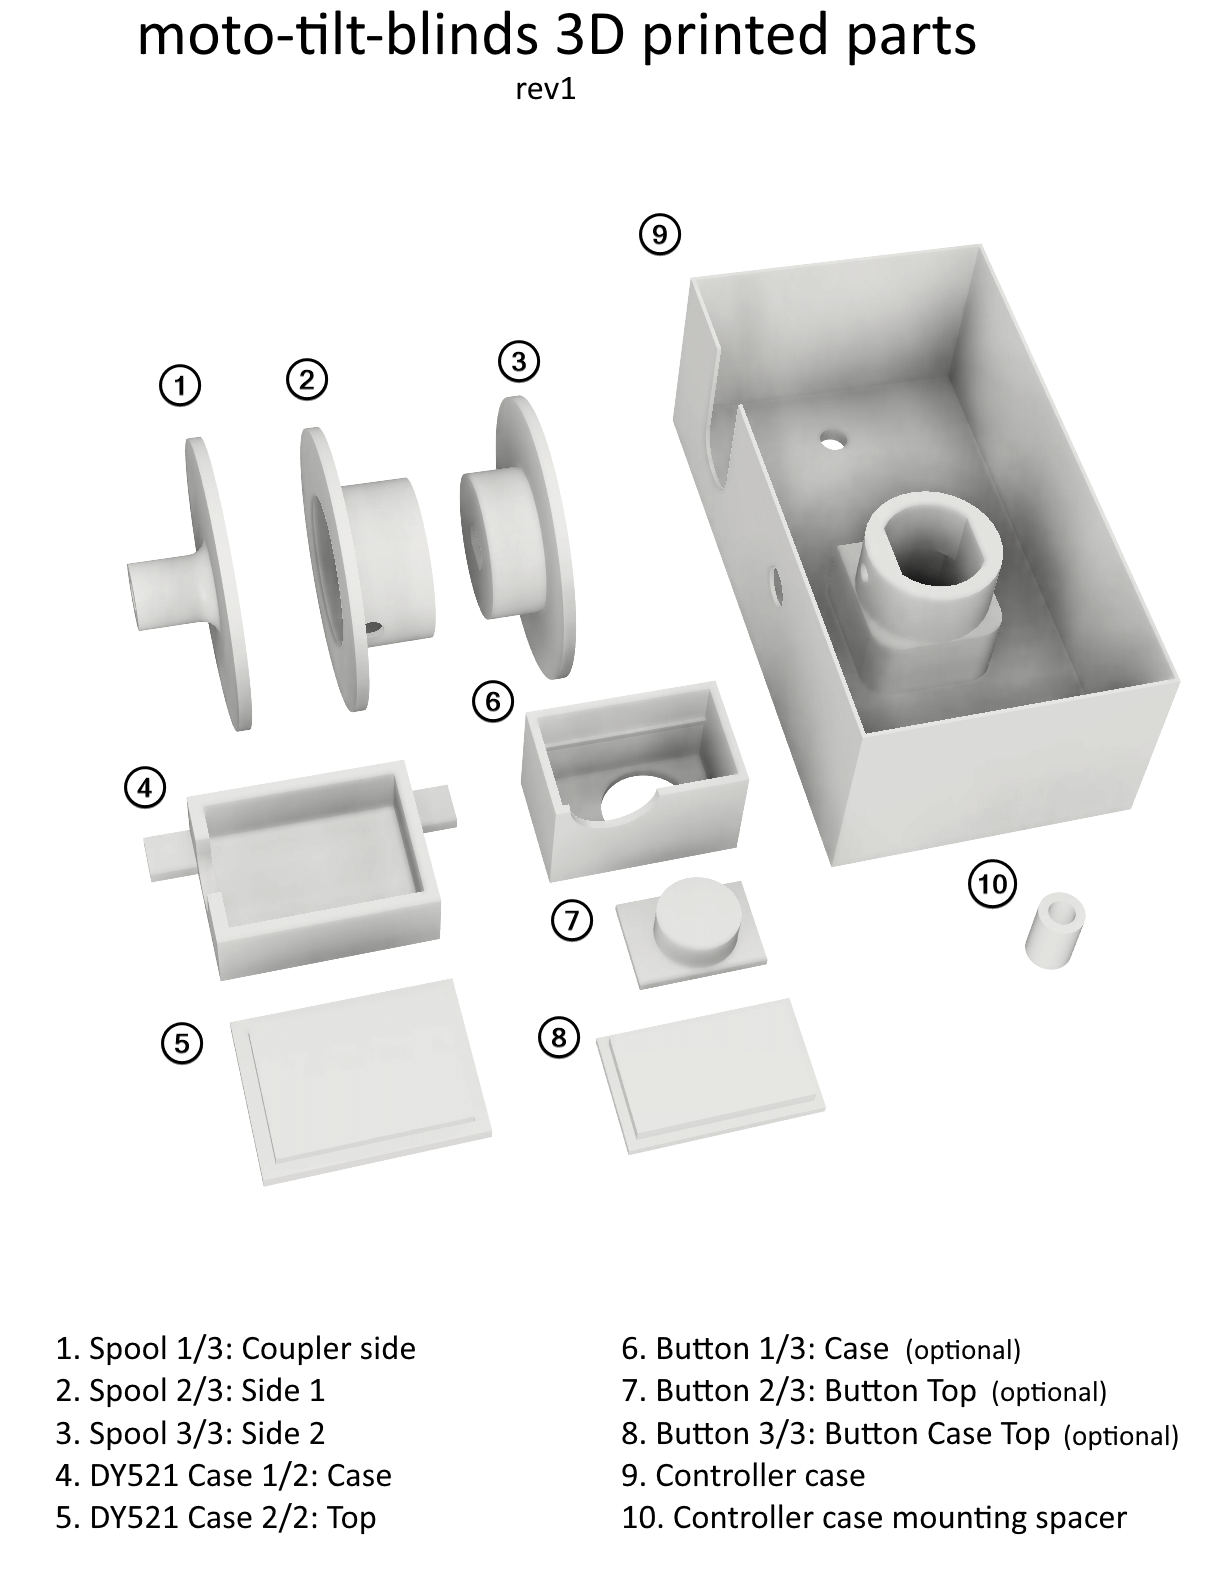 moto-tilt-blinds 3D printed parts
rev1
9
3
2
1
6
4
10
7
8
5
1. Spool 1/3: Coupler side
2. Spool 2/3: Side 1
3. Spool 3/3: Side 2
4. DY521 Case 1/2: Case
5. DY521 Case 2/2: Top
6. Button 1/3: Case (optional)
7. Button 2/3: Button Top (optional)
8. Button 3/3: Button Case Top (optional)
9. Controller case
10. Controller case mounting spacer